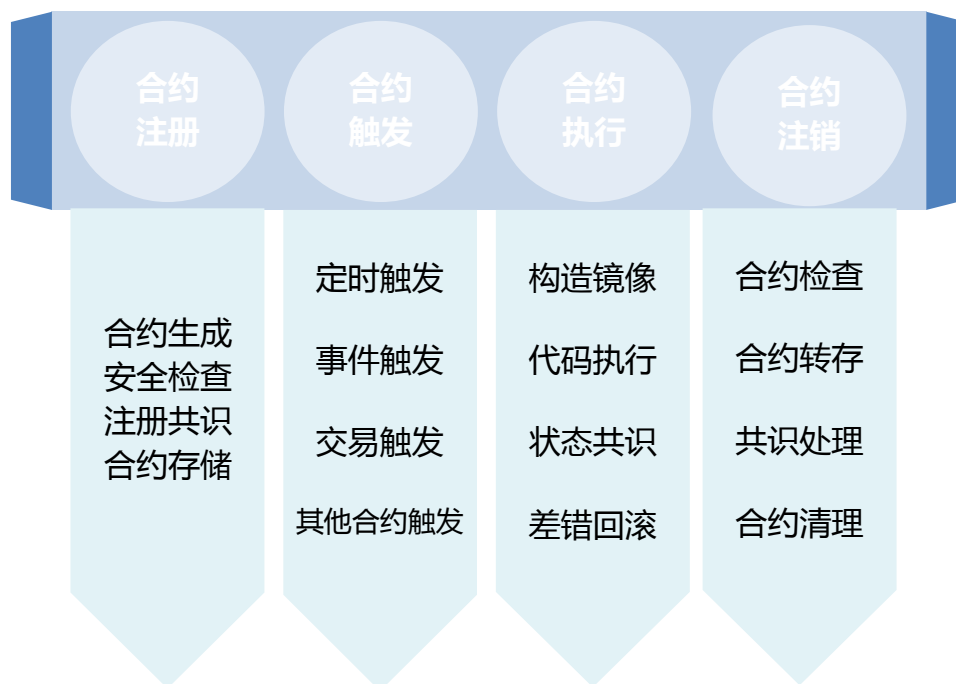 合约
注册
合约
触发
合约
执行
合约
注销
合约生成
安全检查
注册共识
合约存储
定时触发
事件触发
交易触发
其他合约触发
构造镜像
代码执行
状态共识
差错回滚
合约检查
合约转存
共识处理
合约清理